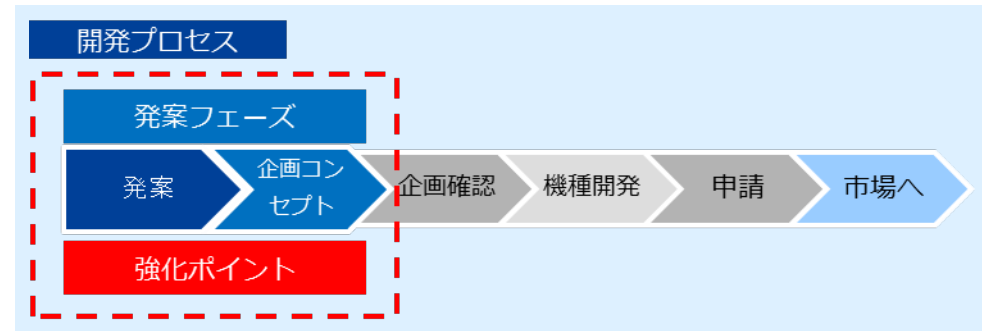 開発プロセス
発案フェーズ
発案
企画コン
セプト
企画確認
機種開発
申請
市場へ
強化ポイント